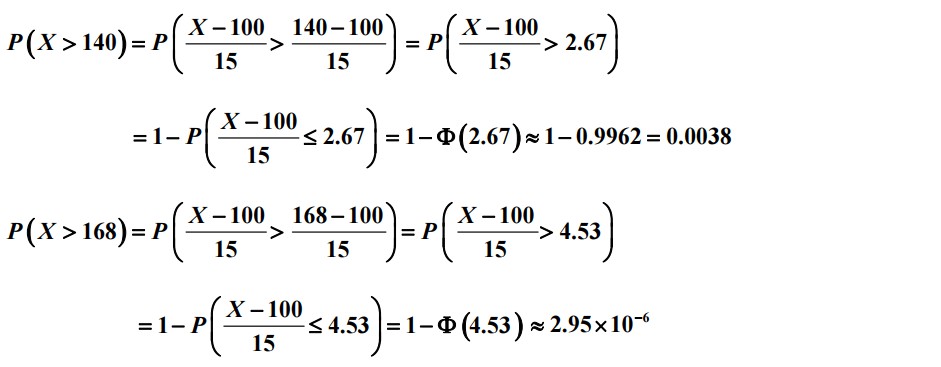 P(X > 140) = P((X − 100)/15 > (140 − 100)/15) = P((X − 100)/15 > 2.67)
= 1 − P((X − 100)/15 ≤ 2.67) = 1 − Φ(2.67) ≈ 1 − 0.9962 = 0.0038
P(X > 168) = P((X − 100)/15 > (168 − 100)/15) = P((X − 100)/15 > 4.53)
= 1 − P((X − 100)/15 ≤ 4.53) = 1 − Φ(4.53) ≈ 2.95×10⁻⁶